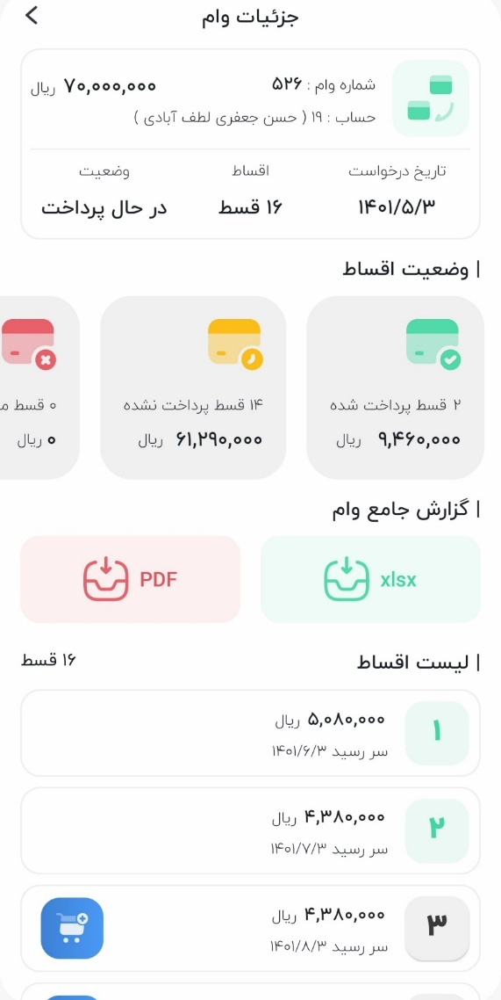 جزئیات وام
شماره وام : ۵۲۶
۷۰,۰۰۰,۰۰۰ ریال
حساب : ۱۹ ( حسن جعفری لطف آبادی )
تاریخ درخواست
اقساط
وضعیت
۱۴۰۱/۵/۳
۱۶ قسط
در حال پرداخت
| وضعیت اقساط
۲ قسط پرداخت شده
۹,۴۶۰,۰۰۰ ریال
۱۴ قسط پرداخت نشده
۶۱,۲۹۰,۰۰۰ ریال
۰ قسط
۰ ریال
| گزارش جامع وام
xlsx
PDF
| لیست اقساط
۱۶ قسط
۱
۵,۰۸۰,۰۰۰ ریال
سر رسید ۱۴۰۱/۶/۳
۲
۴,۳۸۰,۰۰۰ ریال
سر رسید ۱۴۰۱/۷/۳
۳
۴,۳۸۰,۰۰۰ ریال
سر رسید ۱۴۰۱/۸/۳